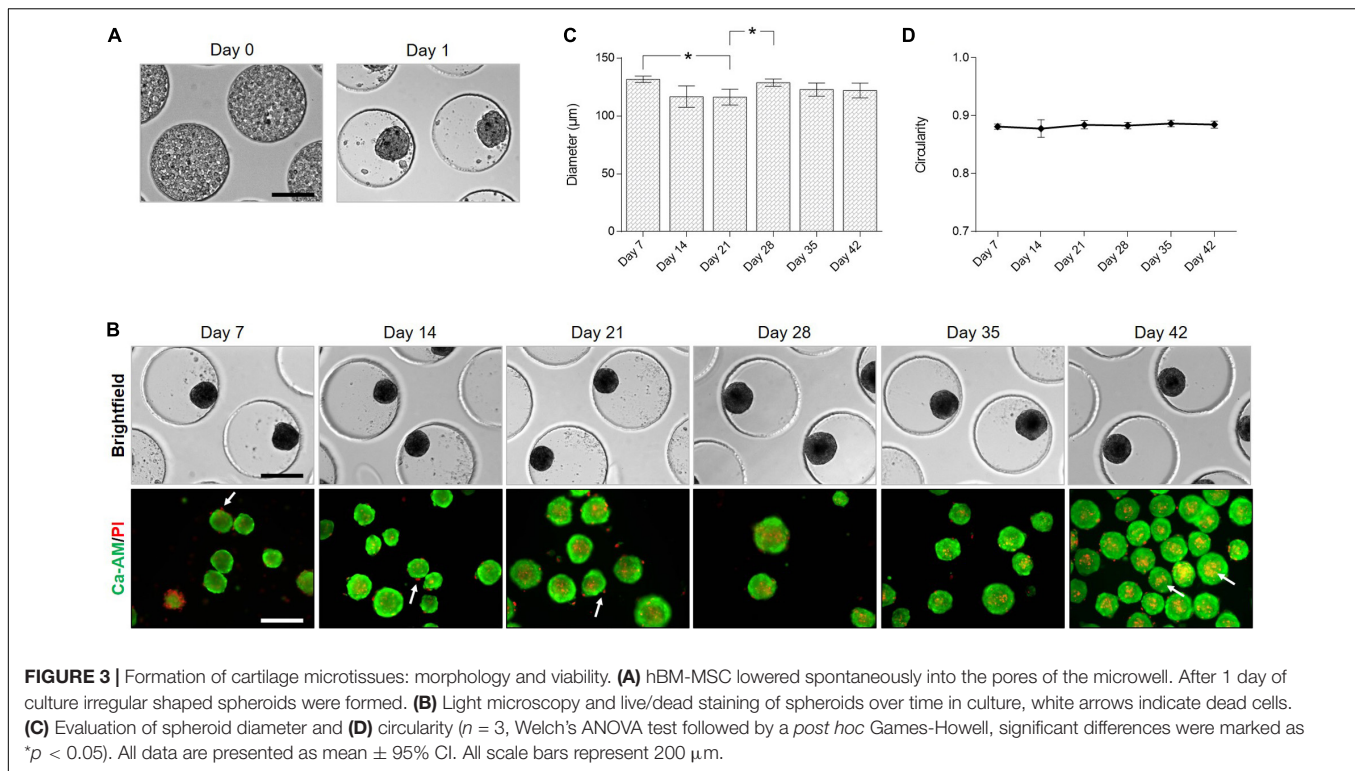 A
Day 0
Day 1
C
*
*
150
100
50
0
Diameter (µm)
Day 7
Day 14
Day 21
Day 28
Day 35
Day 42
D
1.0
0.9
0.8
0.7
Circularity
Day 7
Day 14
Day 21
Day 28
Day 35
Day 42
B
Day 7
Day 14
Day 21
Day 28
Day 35
Day 42
Brightfield
Ca-AM/PI
FIGURE 3 | Formation of cartilage microtissues: morphology and viability. (A) hBM-MSC lowered spontaneously into the pores of the microwell. After 1 day of
culture irregular shaped spheroids were formed. (B) Light microscopy and live/dead staining of spheroids over time in culture, white arrows indicate dead cells.
(C) Evaluation of spheroid diameter and (D) circularity (n = 3, Welch's ANOVA test followed by a post hoc Games-Howell, significant differences were marked as
*p < 0.05). All data are presented as mean ± 95% CI. All scale bars represent 200 µm.